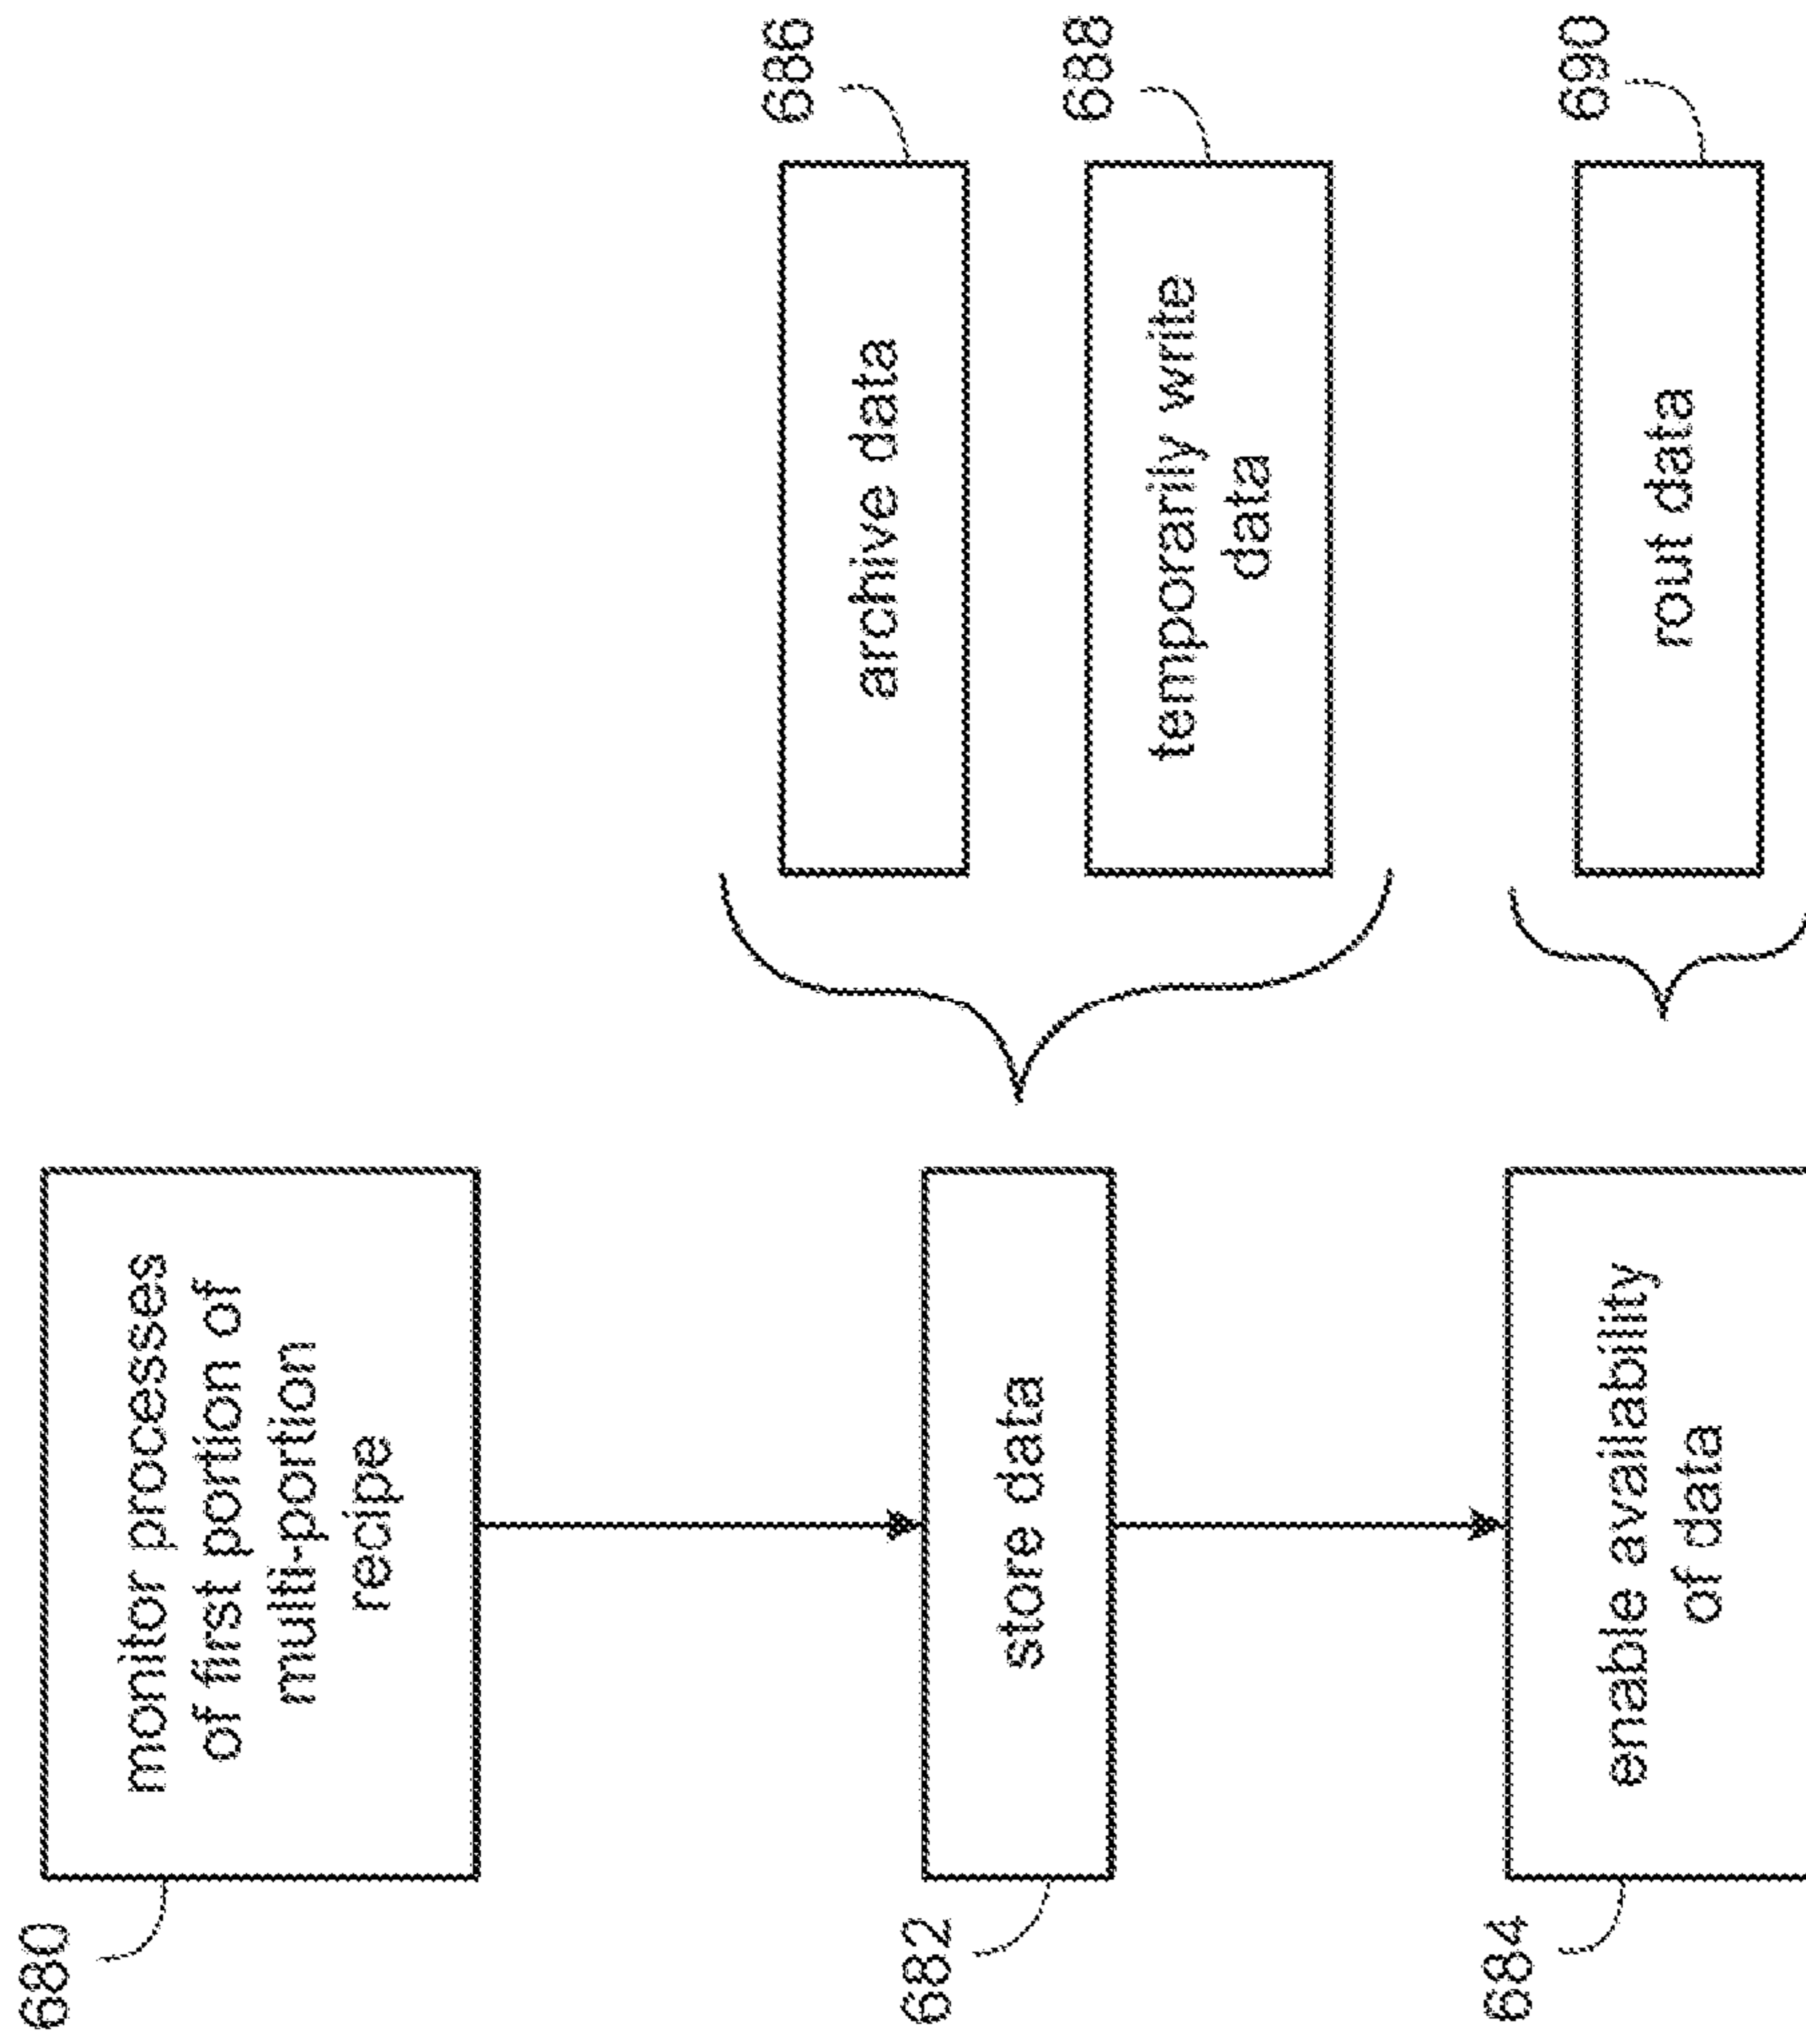 680
monitor processes
of first portion of
multi-portion
recipe
682
store data
684
enable availability
of data
archive data
686
temporarily write
data
688
rout data
690